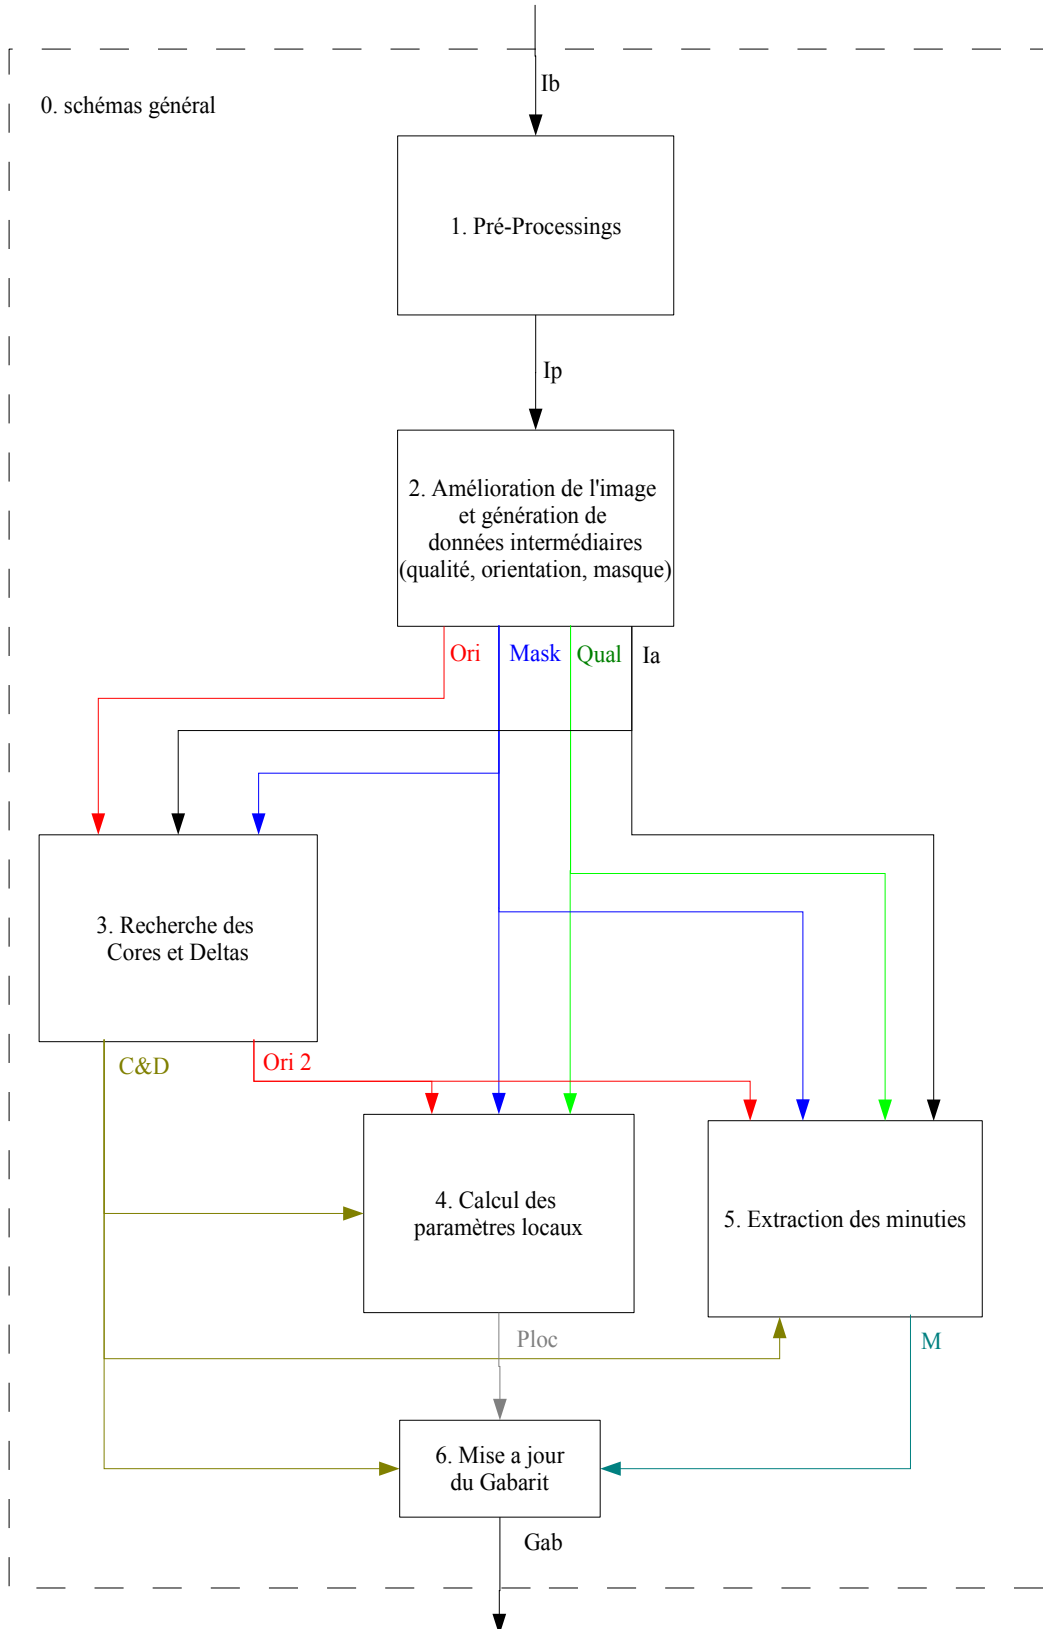 Ib
0. schémas général
1. Pré-Processings
Ip
2. Amélioration de l'image
et génération de
données intermédiaires
(qualité, orientation, masque)
Ori
Mask
Qual
Ia
3. Recherche des
Cores et Deltas
C&D
Ori 2
4. Calcul des
paramètres locaux
5. Extraction des minuties
Ploc
M
6. Mise a jour
du Gabarit
Gab